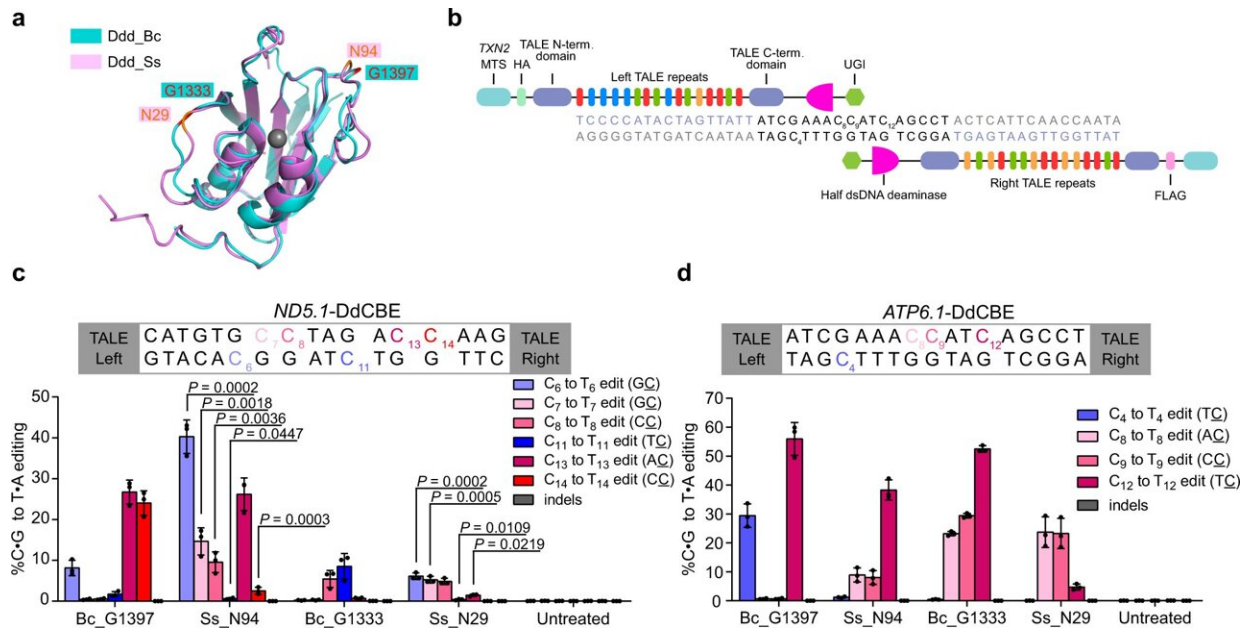 a
Ddd_Bc
Ddd_Ss
N94
G1397
G1333
N29
b
TXN2
MTS
HA
TALE N-term.
domain
Left TALE repeats
TALE C-term.
domain
UGI
TCCCCATACTAGTTATT ATCGAAACC8C9ATC12AGCCT ACTCATTCAACCAATA
AGGGGTATGATCAATAA TAGC4TTTGGTAG TCGGA TGAGTAAGTTGGTTAT
Half dsDNA deaminase
Right TALE repeats
FLAG
c
ND5.1-DdCBE
TALE
Left
CATGTG C7C8TAG AC13C14AAG
GTACAC6G GATC11TG G TTC
TALE
Right
%C•G to T•A editing
50
40
30
20
10
P = 0.0002
P = 0.0018
P = 0.0036
P = 0.0447
P = 0.0003
P = 0.0002
P = 0.0005
P = 0.0109
P = 0.0219
C6 to T6 edit (GC)
C7 to T7 edit (GC)
C8 to T8 edit (CC)
C11 to T11 edit (TC)
C13 to T13 edit (AC)
C14 to T14 edit (CC)
indels
Bc_G1397 Ss_N94 Bc_G1333 Ss_N29 Untreated
d
ATP6.1-DdCBE
TALE
Left
ATCGAAAC8C9ATC12AGCCT
TAGC4TTTGGTAG TCGGA
TALE
Right
%C•G to T•A editing
70
60
50
40
30
20
10
0
C4 to T4 edit (TC)
C8 to T8 edit (AC)
C9 to T9 edit (CC)
C12 to T12 edit (TC)
indels
Bc_G1397 Ss_N94 Bc_G1333 Ss_N29 Untreated